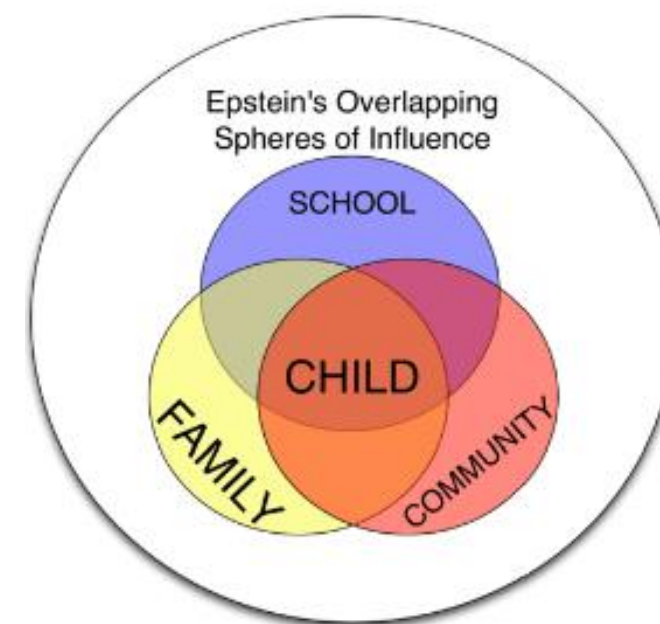 Epstein's Overlapping
Spheres of Influence
SCHOOL
CHILD
FAMILY
COMMUNITY